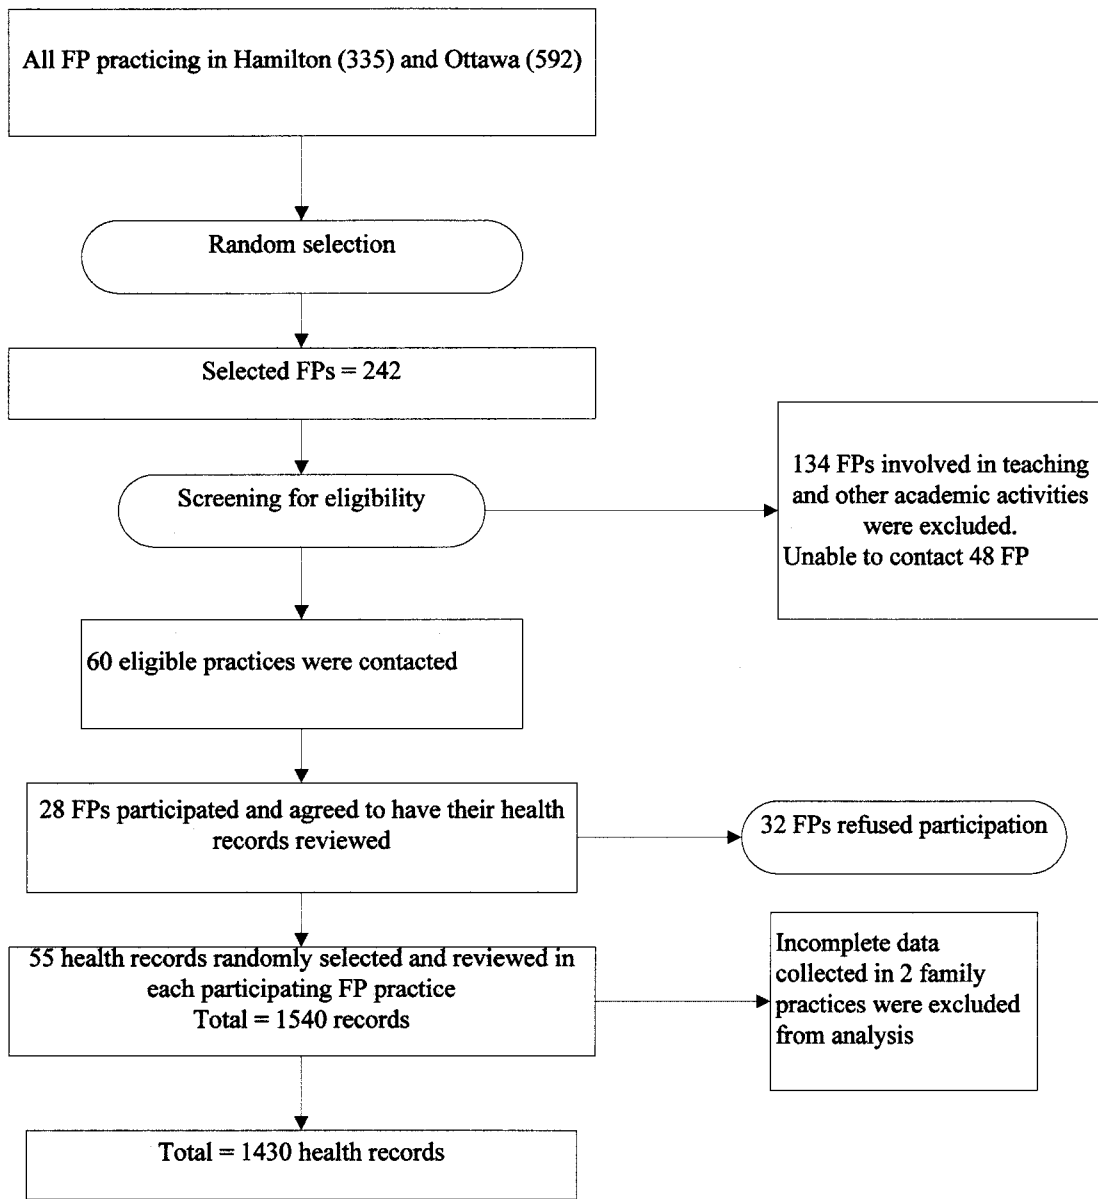 All FP practicing in Hamilton (335) and Ottawa (592)
Random selection
Selected FPs = 242
Screening for eligibility
134 FPs involved in teaching
and other academic activities
were excluded.
Unable to contact 48 FP
60 eligible practices were contacted
28 FPs participated and agreed to have their health
records reviewed
32 FPs refused participation
55 health records randomly selected and reviewed in
each participating FP practice
Total = 1540 records
Incomplete data
collected in 2 family
practices were excluded
from analysis
Total = 1430 health records